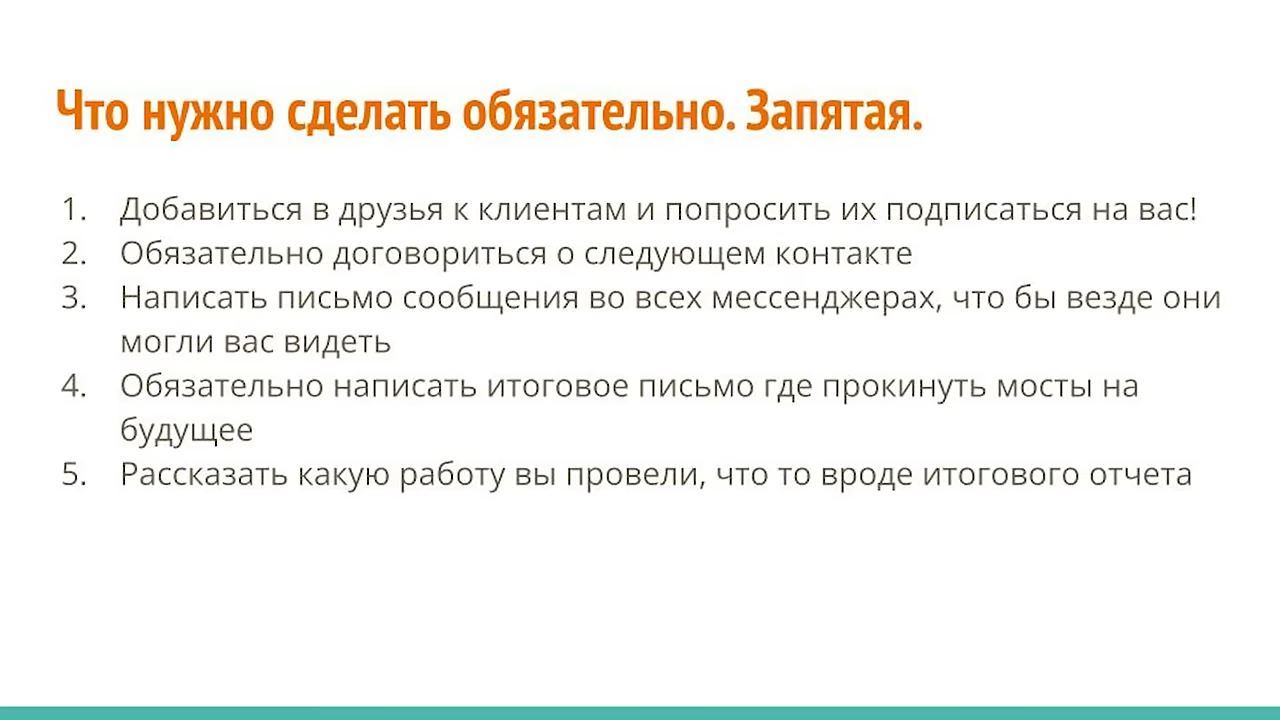 Что нужно сделать обязательно. Запятая.
1. Добавиться в друзья к клиентам и попросить их подписаться на вас!
2. Обязательно договориться о следующем контакте
3. Написать письмо сообщения во всех мессенджерах, что бы везде они
могли вас видеть
4. Обязательно написать итоговое письмо где прокинуть мосты на
будущее
5. Рассказать какую работу вы провели, что то вроде итогового отчета